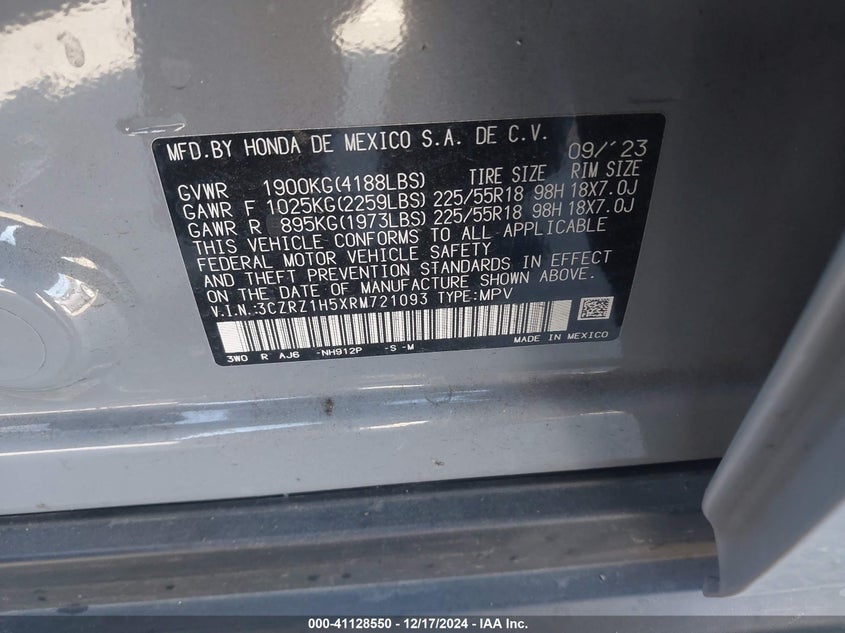 MFD.BY HONDA DE MEXICO S.A. DE C.V. 09/'23
TIRE SIZE RIM SIZE
GVWR 1900KG(4188LBS)
GAWR F 1025KG(2259LBS) 225/55R18 98H 18X7.0J
GAWR R 895KG(1973LBS) 225/55R18 98H 18X7.0J
THIS VEHICLE CONFORMS TO ALL APPLICABLE
FEDERAL MOTOR VEHICLE SAFETY
AND THEFT PREVENTION STANDARDS IN EFFECT
ON THE DATE OF MANUFACTURE SHOWN ABOVE.
V.I.N.:3CZRZ1H5XRM721093 TYPE:MPV
3W0 R AJ6 -NH912P -S -M MADE IN MEXICO
000-41128550 - 12/17/2024 - IAA Inc.